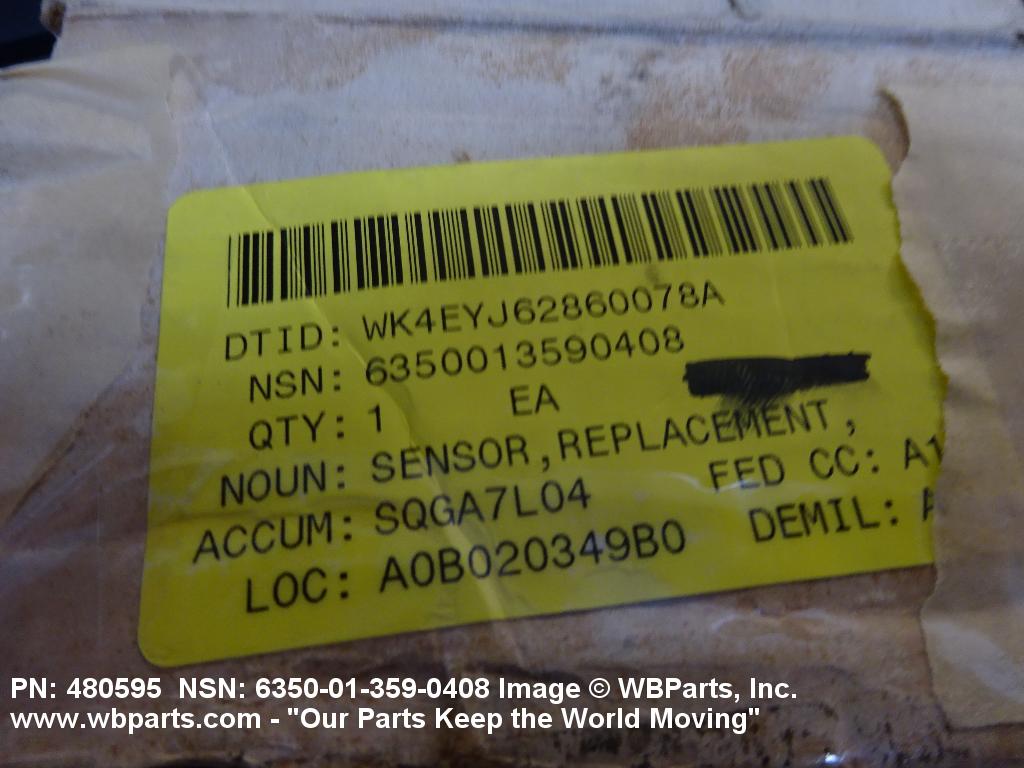 DTID: WK4EYJ62860078A
NSN: 6350013590408
QTY: 1 EA
NOUN: SENSOR,REPLACEMENT,
ACCUM: SQGA7L04 FED CC: A1
LOC: A0B020349B0 DEMIL:
PN: 480595 NSN: 6350-01-359-0408 Image © WBParts, Inc.
www.wbparts.com - "Our Parts Keep the World Moving"